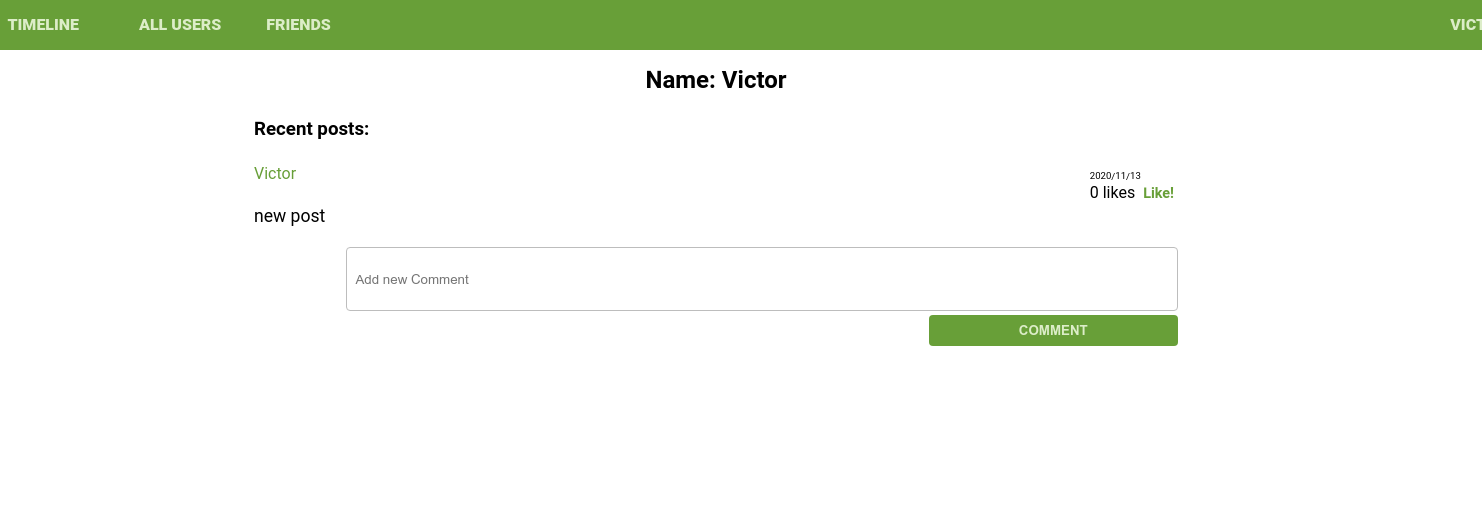 TIMELINE ALL USERS FRIENDS VICT
Name: Victor
Recent posts:
Victor
2020/11/13
0 likes Like!
new post
Add new Comment
COMMENT